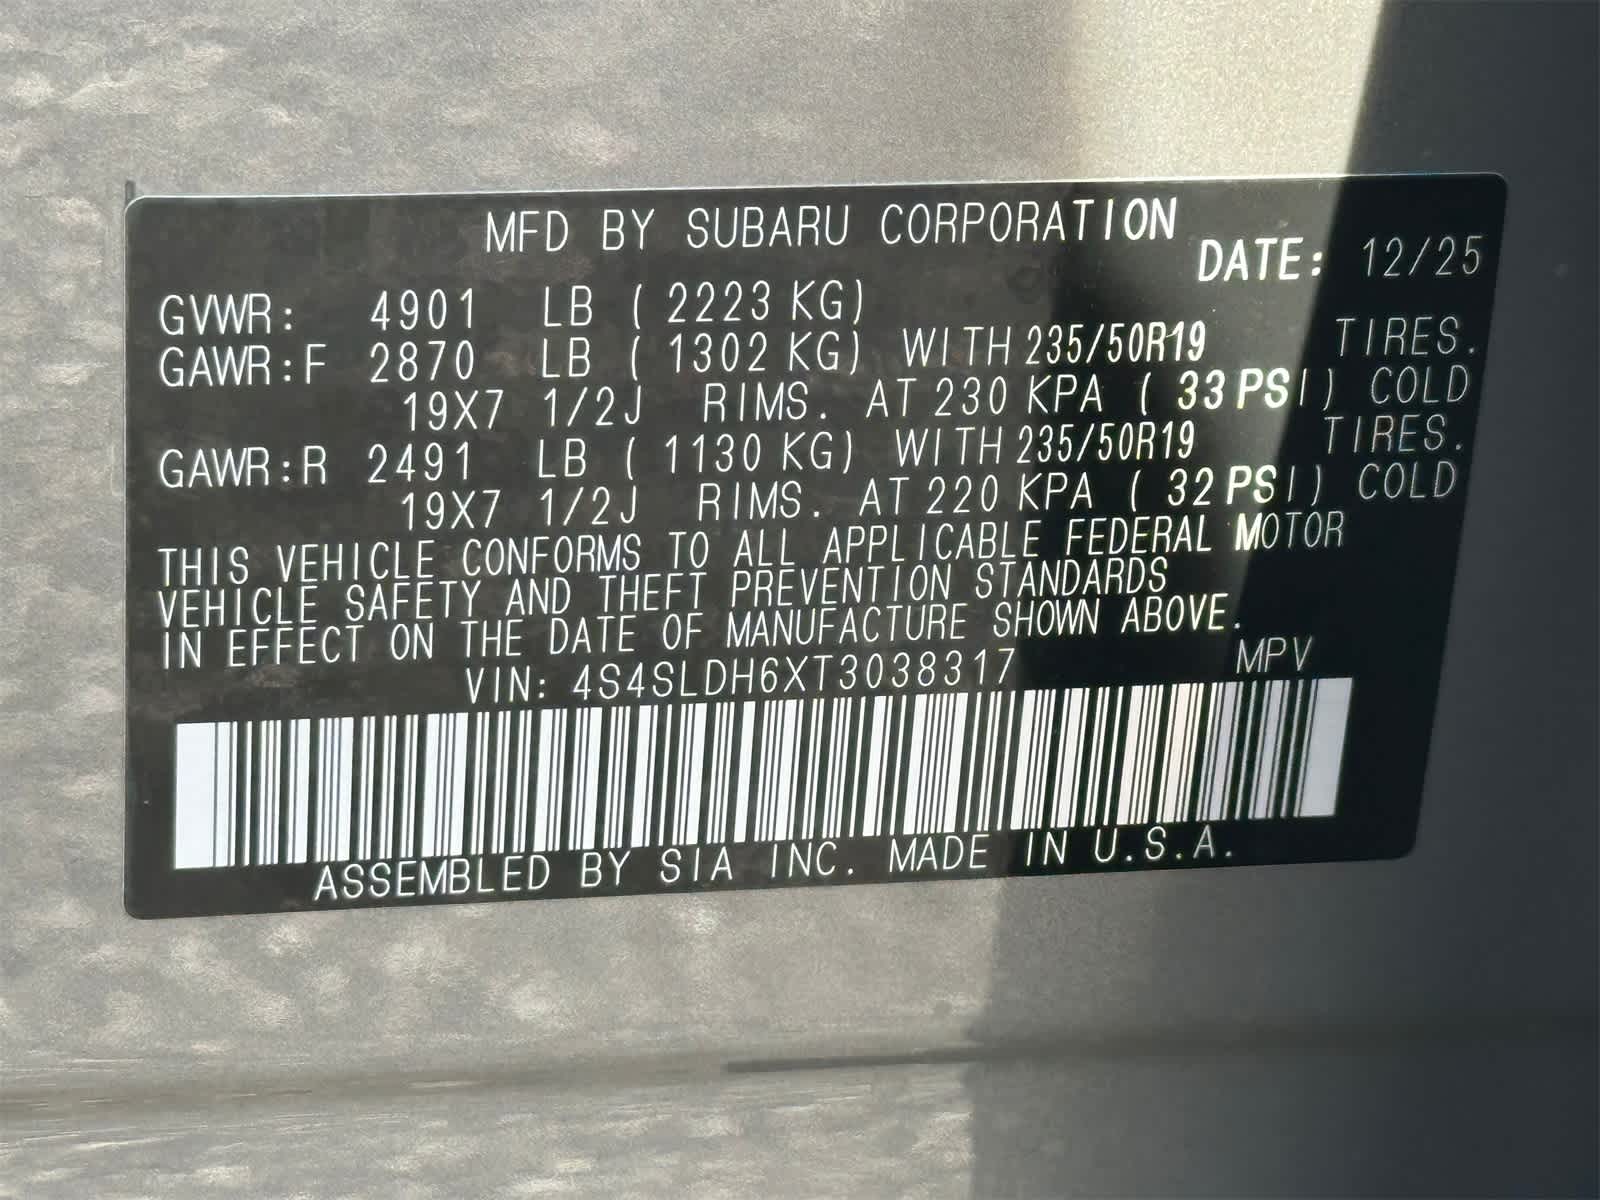 MFD BY SUBARU CORPORATION
DATE: 12/25
GVWR: 4901 LB ( 2223 KG)
GAWR:F 2870 LB ( 1302 KG) WITH 235/50R19 TIRES.
19X7 1/2J RIMS. AT 230 KPA ( 33 PSI) COLD
GAWR:R 2491 LB ( 1130 KG) WITH 235/50R19 TIRES.
19X7 1/2J RIMS. AT 220 KPA ( 32 PSI) COLD
THIS VEHICLE CONFORMS TO ALL APPLICABLE FEDERAL MOTOR
VEHICLE SAFETY AND THEFT PREVENTION STANDARDS
IN EFFECT ON THE DATE OF MANUFACTURE SHOWN ABOVE.
VIN: 4S4SLDH6XT3038317 MPV
ASSEMBLED BY SIA INC. MADE IN U.S.A.